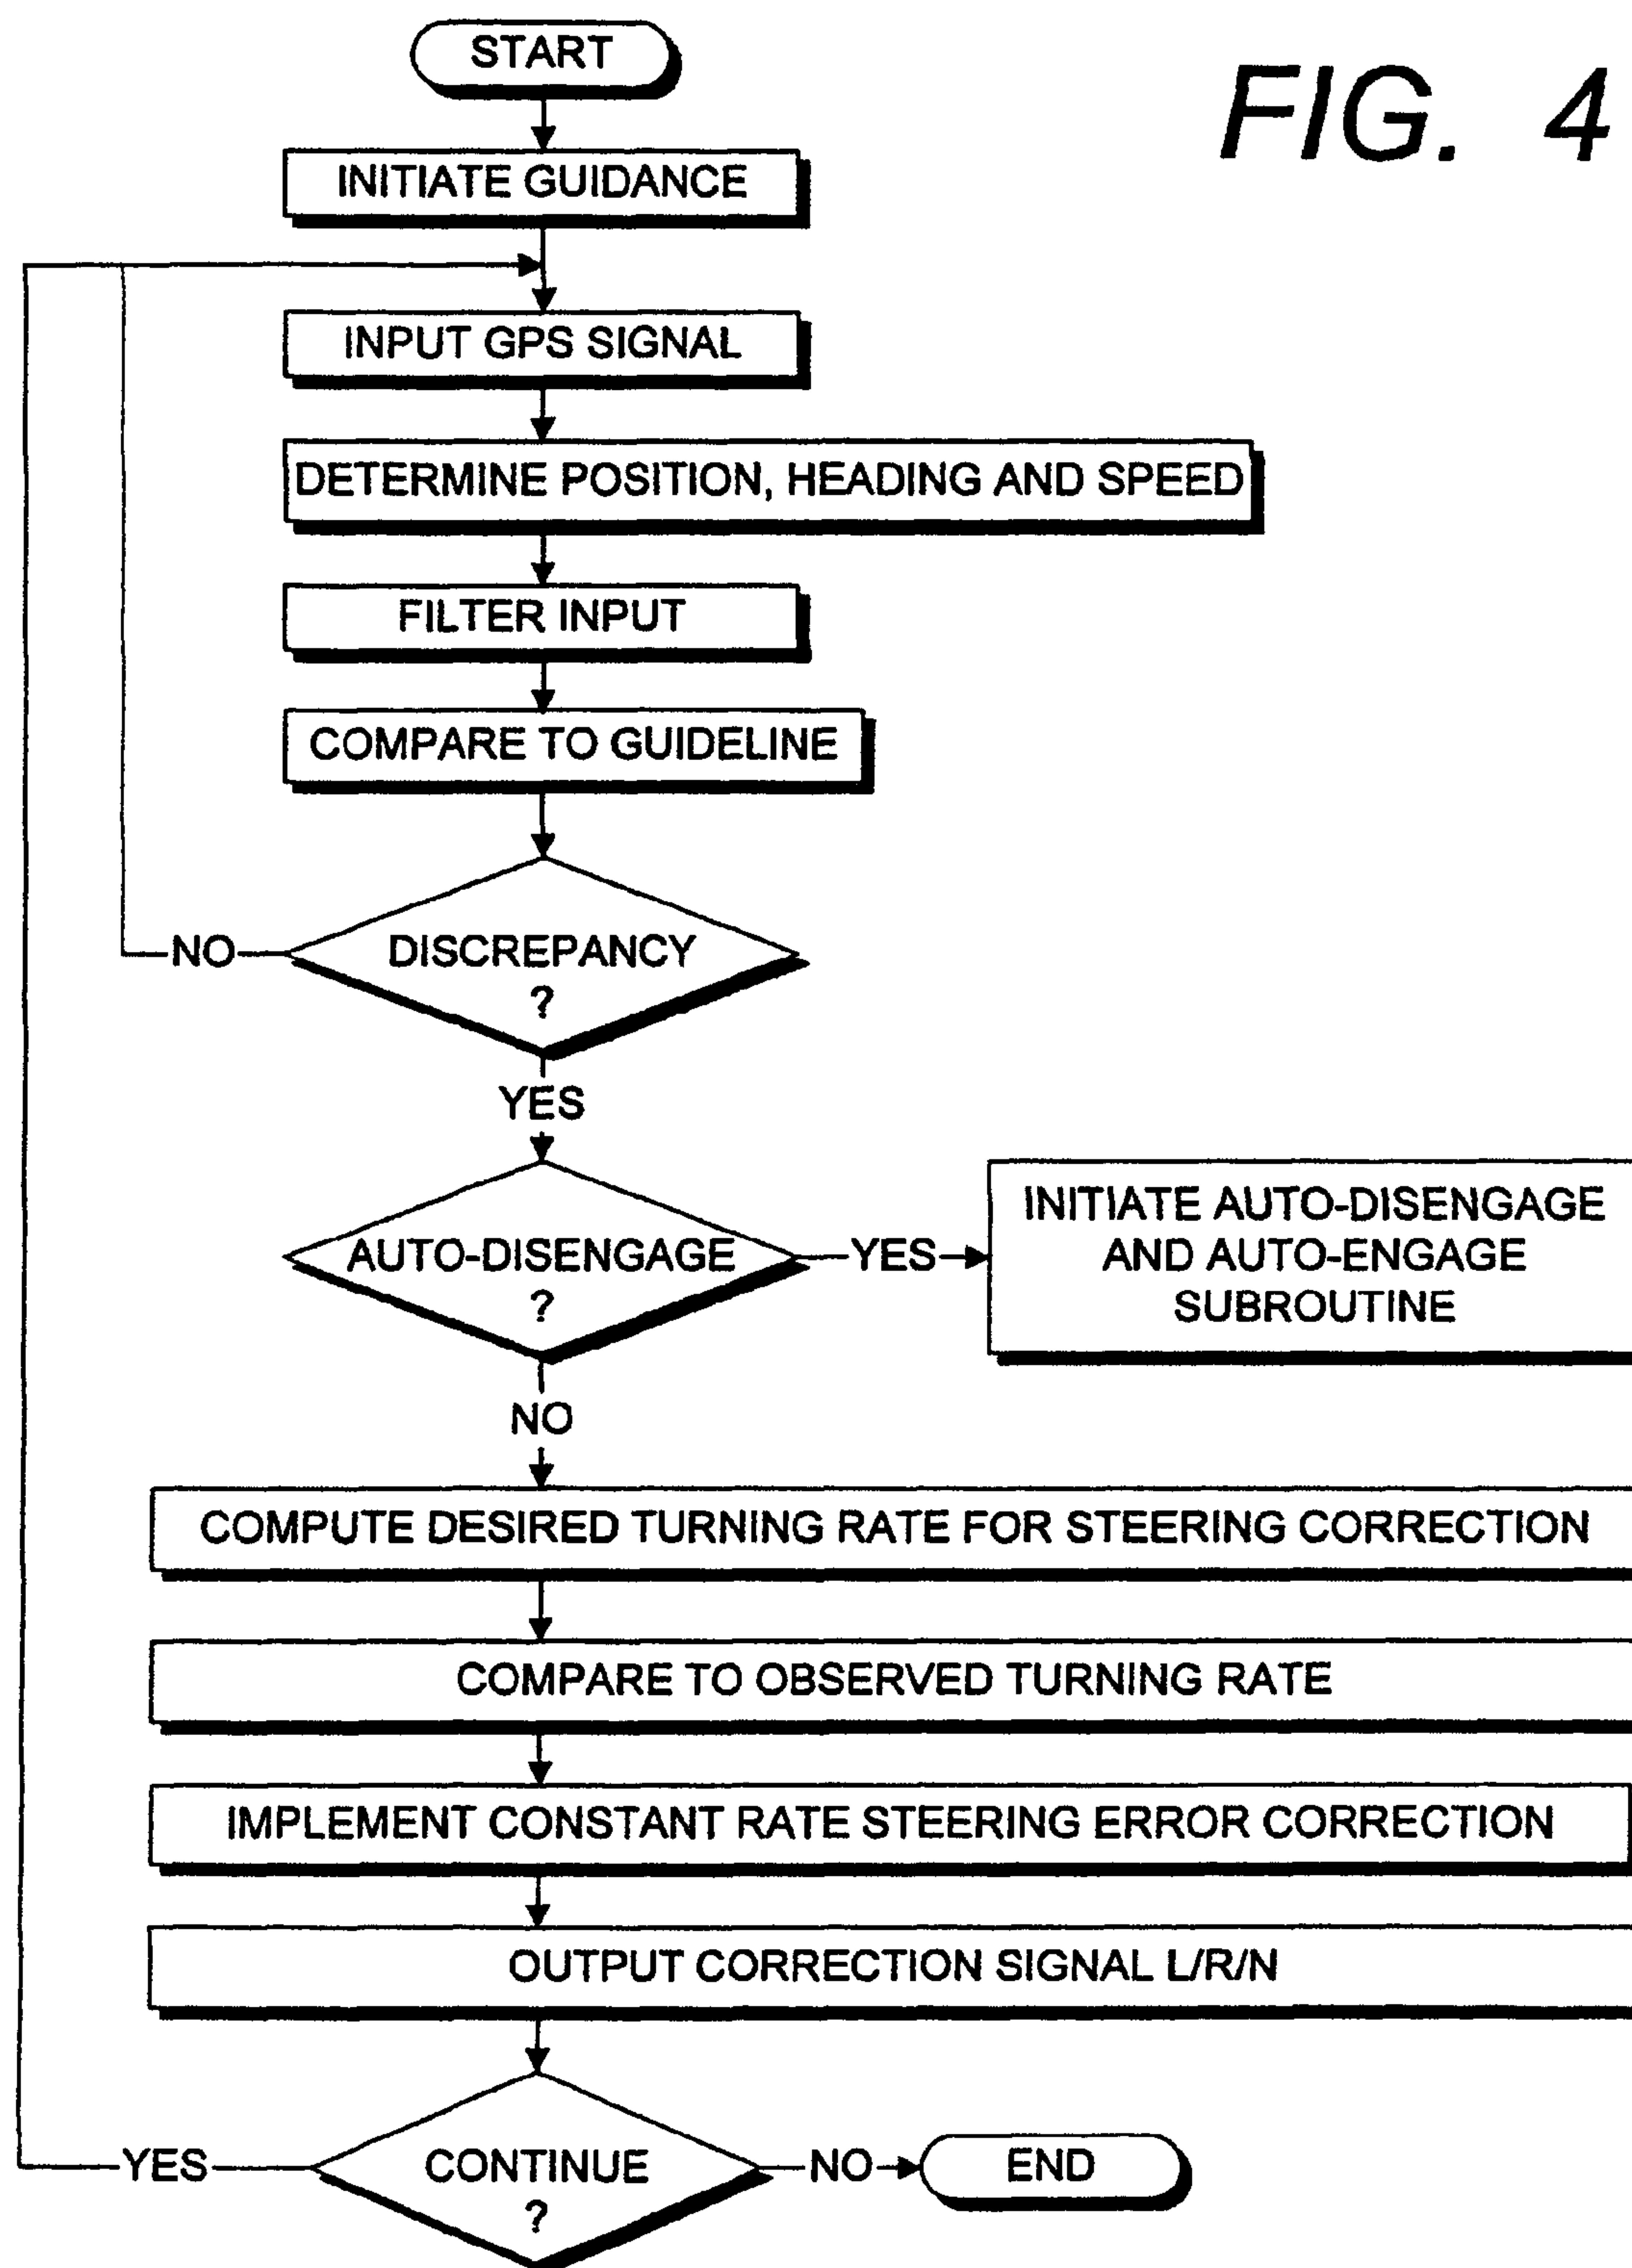 FIG. 4
START
INITIATE GUIDANCE
INPUT GPS SIGNAL
DETERMINE POSITION, HEADING AND SPEED
FILTER INPUT
COMPARE TO GUIDELINE
DISCREPANCY
?
NO
YES
AUTO-DISENGAGE
?
YES
INITIATE AUTO-DISENGAGE
AND AUTO-ENGAGE
SUBROUTINE
NO
COMPUTE DESIRED TURNING RATE FOR STEERING CORRECTION
COMPARE TO OBSERVED TURNING RATE
IMPLEMENT CONSTANT RATE STEERING ERROR CORRECTION
OUTPUT CORRECTION SIGNAL L/R/N
YES
CONTINUE
?
NO
END